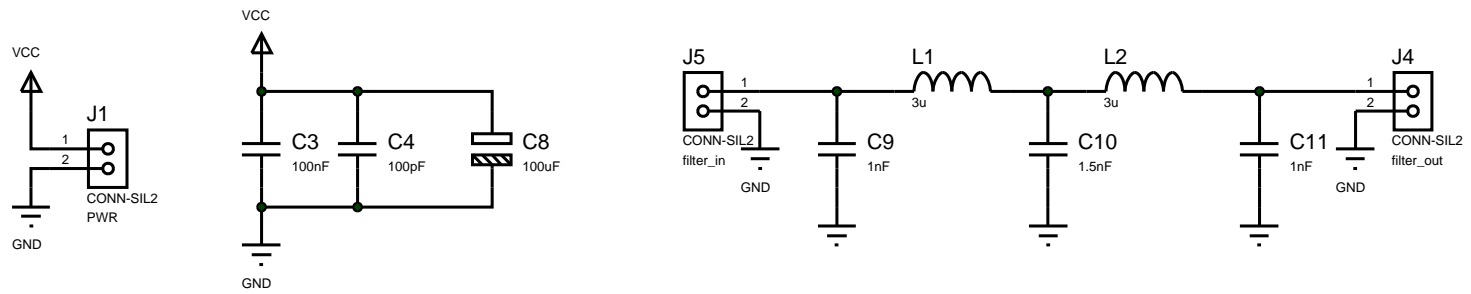 VCC
J1
1
2
CONN-SIL2
PWR
GND
VCC
C3
100nF
C4
100pF
C8
100uF
GND
J5
1
2
CONN-SIL2
filter_in
GND
L1
3u
L2
3u
C9
1nF
C10
1.5nF
C11
1nF
J4
1
2
CONN-SIL2
filter_out
GND